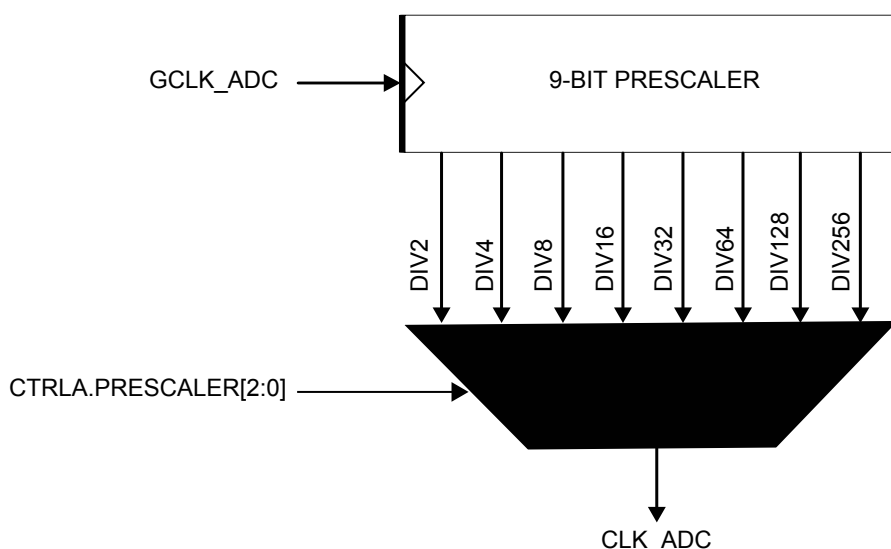 GCLK_ADC
9-BIT PRESCALER
DIV2
DIV4
DIV8
DIV16
DIV32
DIV64
DIV128
DIV256
CTRLA.PRESCALER[2:0]
CLK_ADC